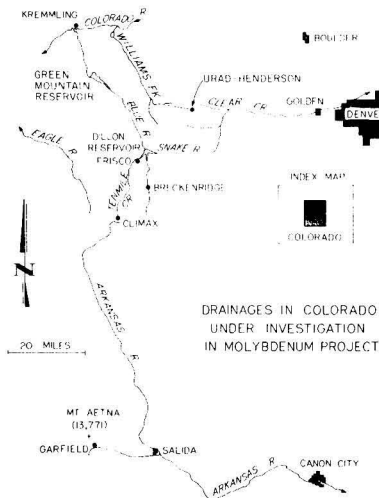 KREMMLING
COLORADO R
BOULDER
WILLIAMS FK.
GREEN
MOUNTAIN
RESERVOIR
URAD-HENDERSON
CLEAR CR
GOLDEN
DENVE
BLUE R
EAGLE R
DILLON
RESERVOIR
SNAKE R
FRISCO
TENMILE CR
BRECKENRIDGE
INDEX MAP
COLORADO
CLIMAX
N
ARKANSAS R
DRAINAGES IN COLORADO
UNDER INVESTIGATION
IN MOLYBDENUM PROJECT
20 MILES
MT AETNA
(13,771)
GARFIELD
SALIDA
ARKANSAS R
CANON CITY